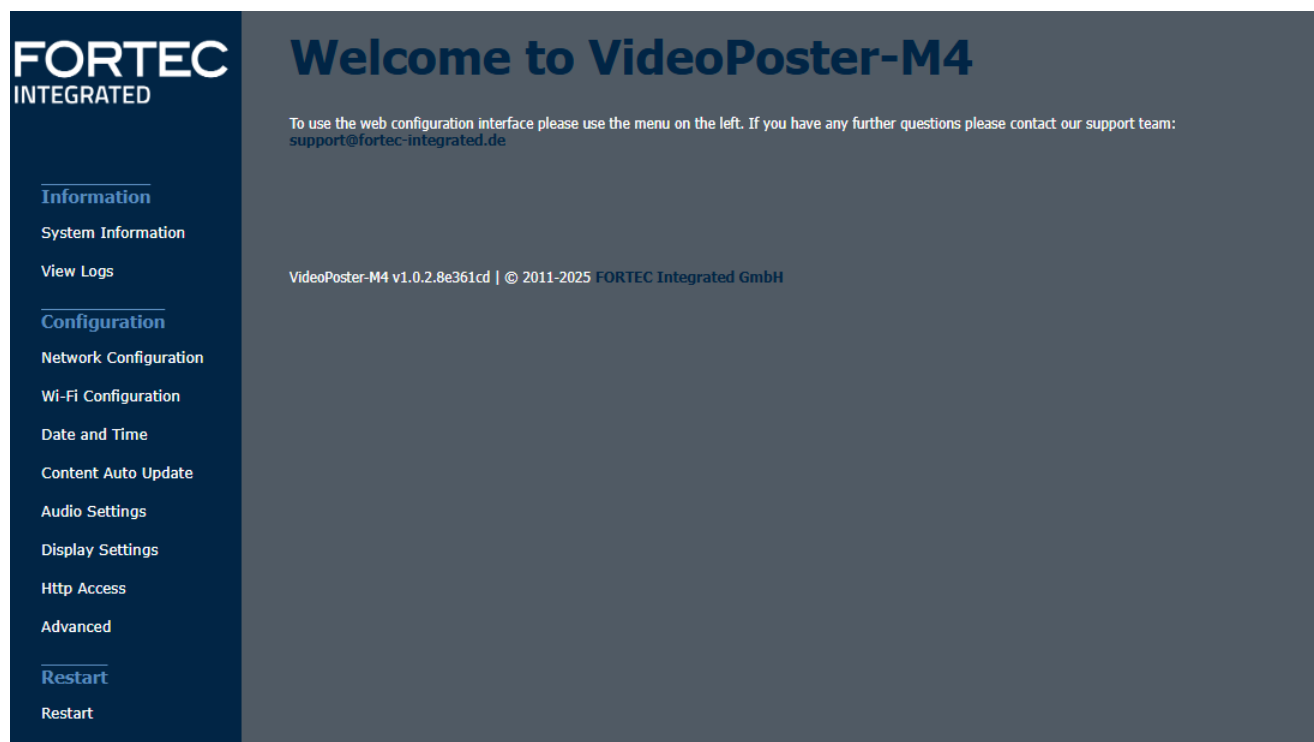 FORTEC
INTEGRATED
Information
System Information
View Logs
Configuration
Network Configuration
Wi-Fi Configuration
Date and Time
Content Auto Update
Audio Settings
Display Settings
Http Access
Advanced
Restart
Restart
Welcome to VideoPoster-M4
To use the web configuration interface please use the menu on the left. If you have any further questions please contact our support team:
support@fortec-integrated.de
VideoPoster-M4 v1.0.2.8e361cd | © 2011-2025 FORTEC Integrated GmbH